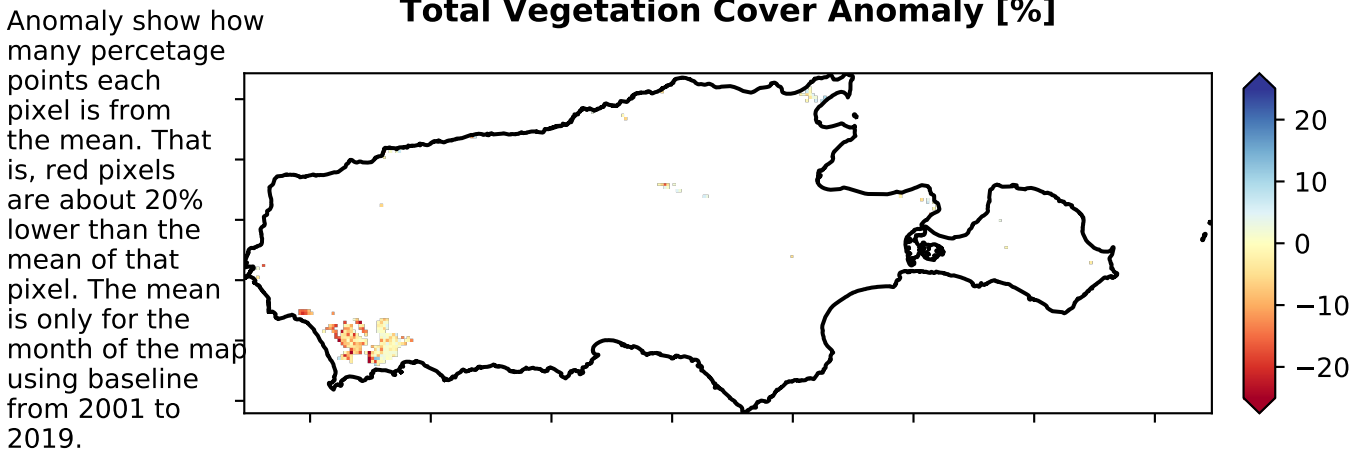 Total Vegetation Cover Anomaly [%]
Anomaly show how
many percetage
points each
pixel is from
the mean. That
is, red pixels
are about 20%
lower than the
mean of that
pixel. The mean
is only for the
month of the map
using baseline
from 2001 to
2019.
20
10
0
−10
−20